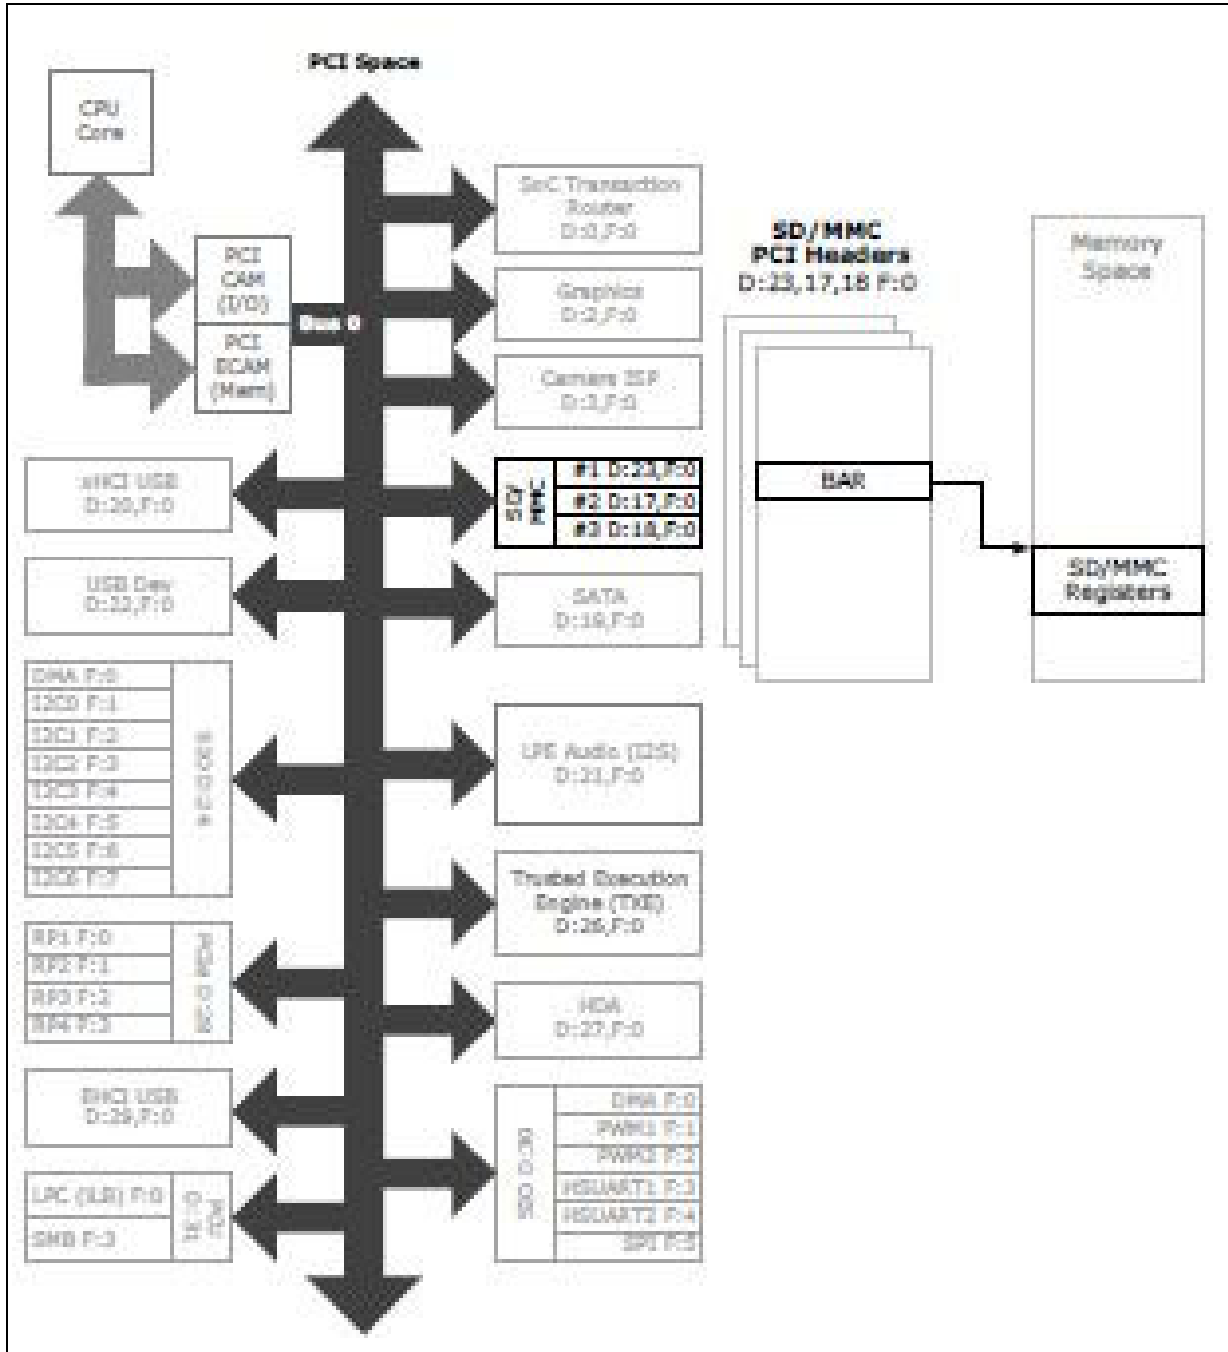 PCI Space
CPU
Core
SoC Transaction
Router
D:0,F:0
PCI
CAM
(I/O)
PCI
ECAM
(Mem)
Bus 0
Graphics
D:2,F:0
Camera ISP
D:3,F:0
SD/MMC
PCI Headers
D:23,17,18 F:0
Memory
Space
xHCI USB
D:20,F:0
SD/
MMC
#1 D:23,F:0
#2 D:17,F:0
#3 D:18,F:0
BAR
USB Dev
D:22,F:0
SATA
D:19,F:0
SD/MMC
Registers
DMA F:0
I2C0 F:1
I2C1 F:2
I2C2 F:3
I2C3 F:4
I2C4 F:5
I2C5 F:6
I2C6 F:7
LPE Audio (I2S)
D:21,F:0
Trusted Execution
Engine (TXE)
D:26,F:0
RP1 F:0
RP2 F:1
RP3 F:2
RP4 F:3
HDA
D:27,F:0
EHCI USB
D:29,F:0
SIO D:30
DMA F:0
PWM1 F:1
PWM2 F:2
HSUART1 F:3
HSUART2 F:4
SPI F:5
LPC (iLB) F:0
SMB F:3
PCU
D:31